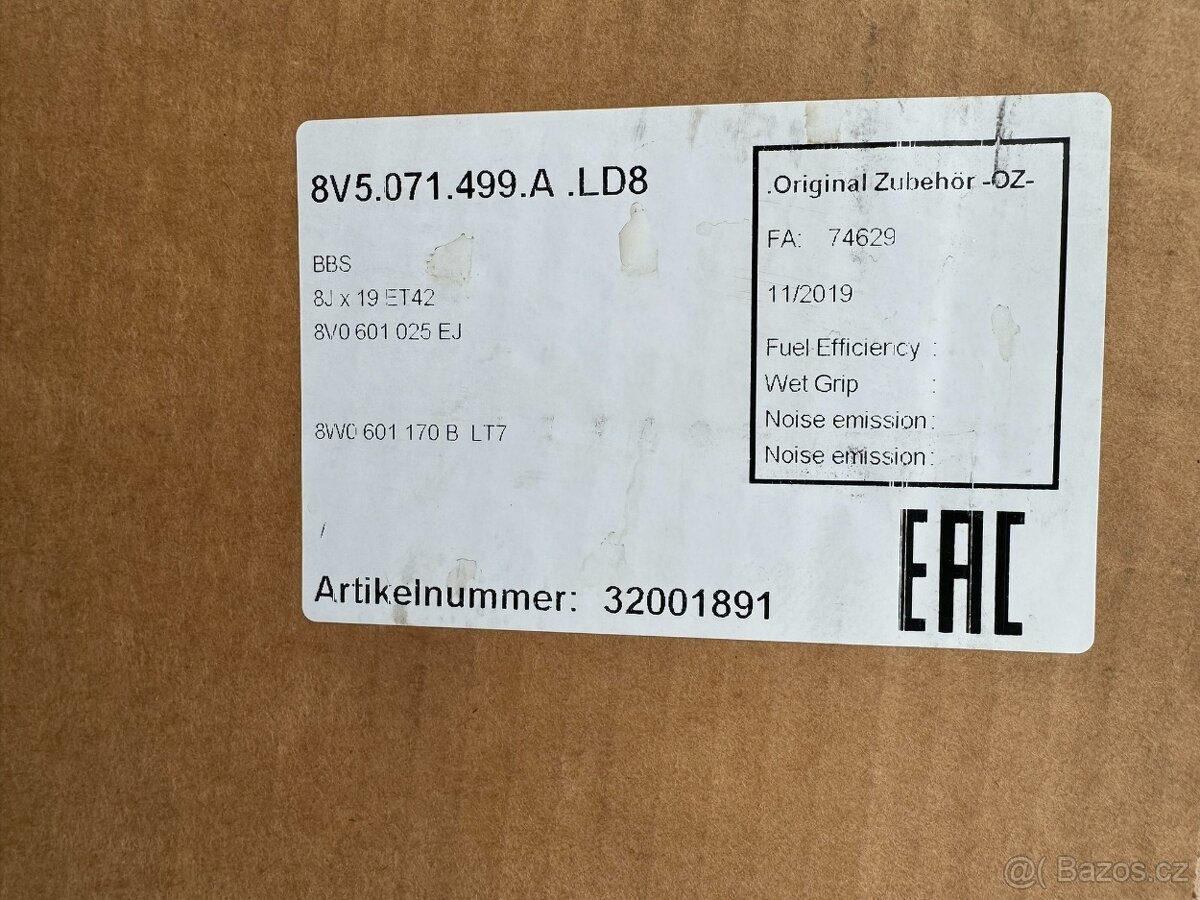 8V5.071.499.A .LD8
BBS
8J x 19 ET42
8V0 601 025 EJ
8W0 601 170 B LT7
Artikelnummer: 32001891
.Original Zubehör -OZ-
FA: 74629
11/2019
Fuel Efficiency :
Wet Grip :
Noise emission:
Noise emission:
EAC
@( Bazos.cz